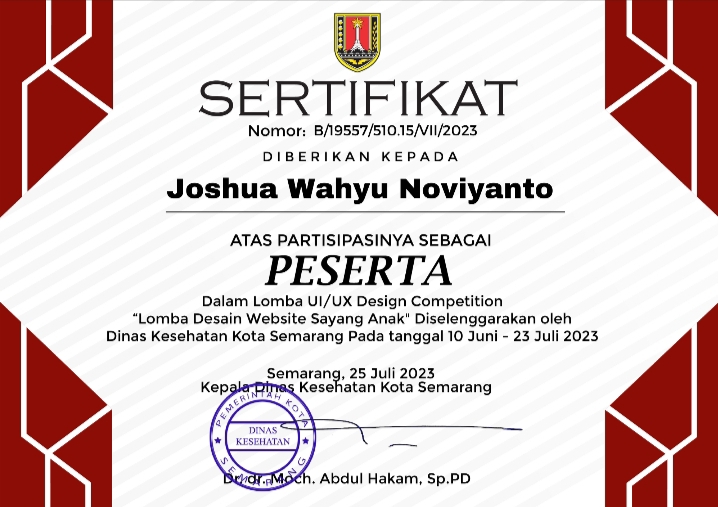 SERTIFIKAT
Nomor: B/19557/510.15/VII/2023
DIBERIKAN KEPADA
Joshua Wahyu Noviyanto
ATAS PARTISIPASINYA SEBAGAI
PESERTA
Dalam Lomba UI/UX Design Competition
“Lomba Desain Website Sayang Anak" Diselenggarakan oleh
Dinas Kesehatan Kota Semarang Pada tanggal 10 Juni - 23 Juli 2023
Semarang, 25 Juli 2023
Kepala Dinas Kesehatan Kota Semarang
PEMERINTAH KOTA
DINAS
KESEHATAN
SEMARANG
Dr. dr. Moch. Abdul Hakam, Sp.PD